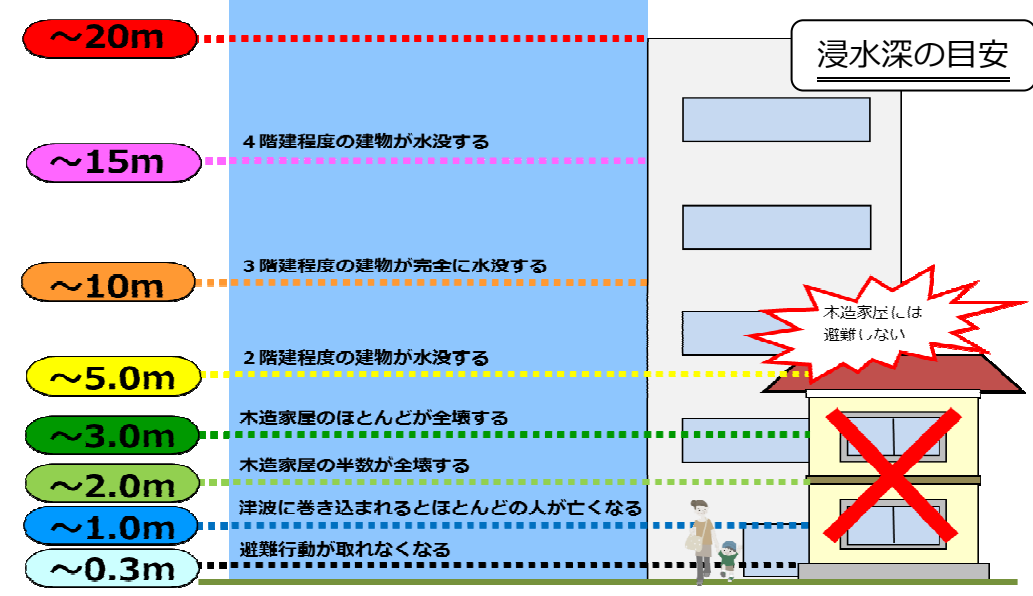 浸水深の目安
～20m
４階建程度の建物が水没する
～15m
３階建程度の建物が完全に水没する
～10m
木造家屋には
避難しない
２階建程度の建物が水没する
～5.0m
木造家屋のほとんどが全壊する
～3.0m
木造家屋の半数が全壊する
～2.0m
津波に巻き込まれるとほとんどの人が亡くなる
～1.0m
避難行動が取れなくなる
～0.3m